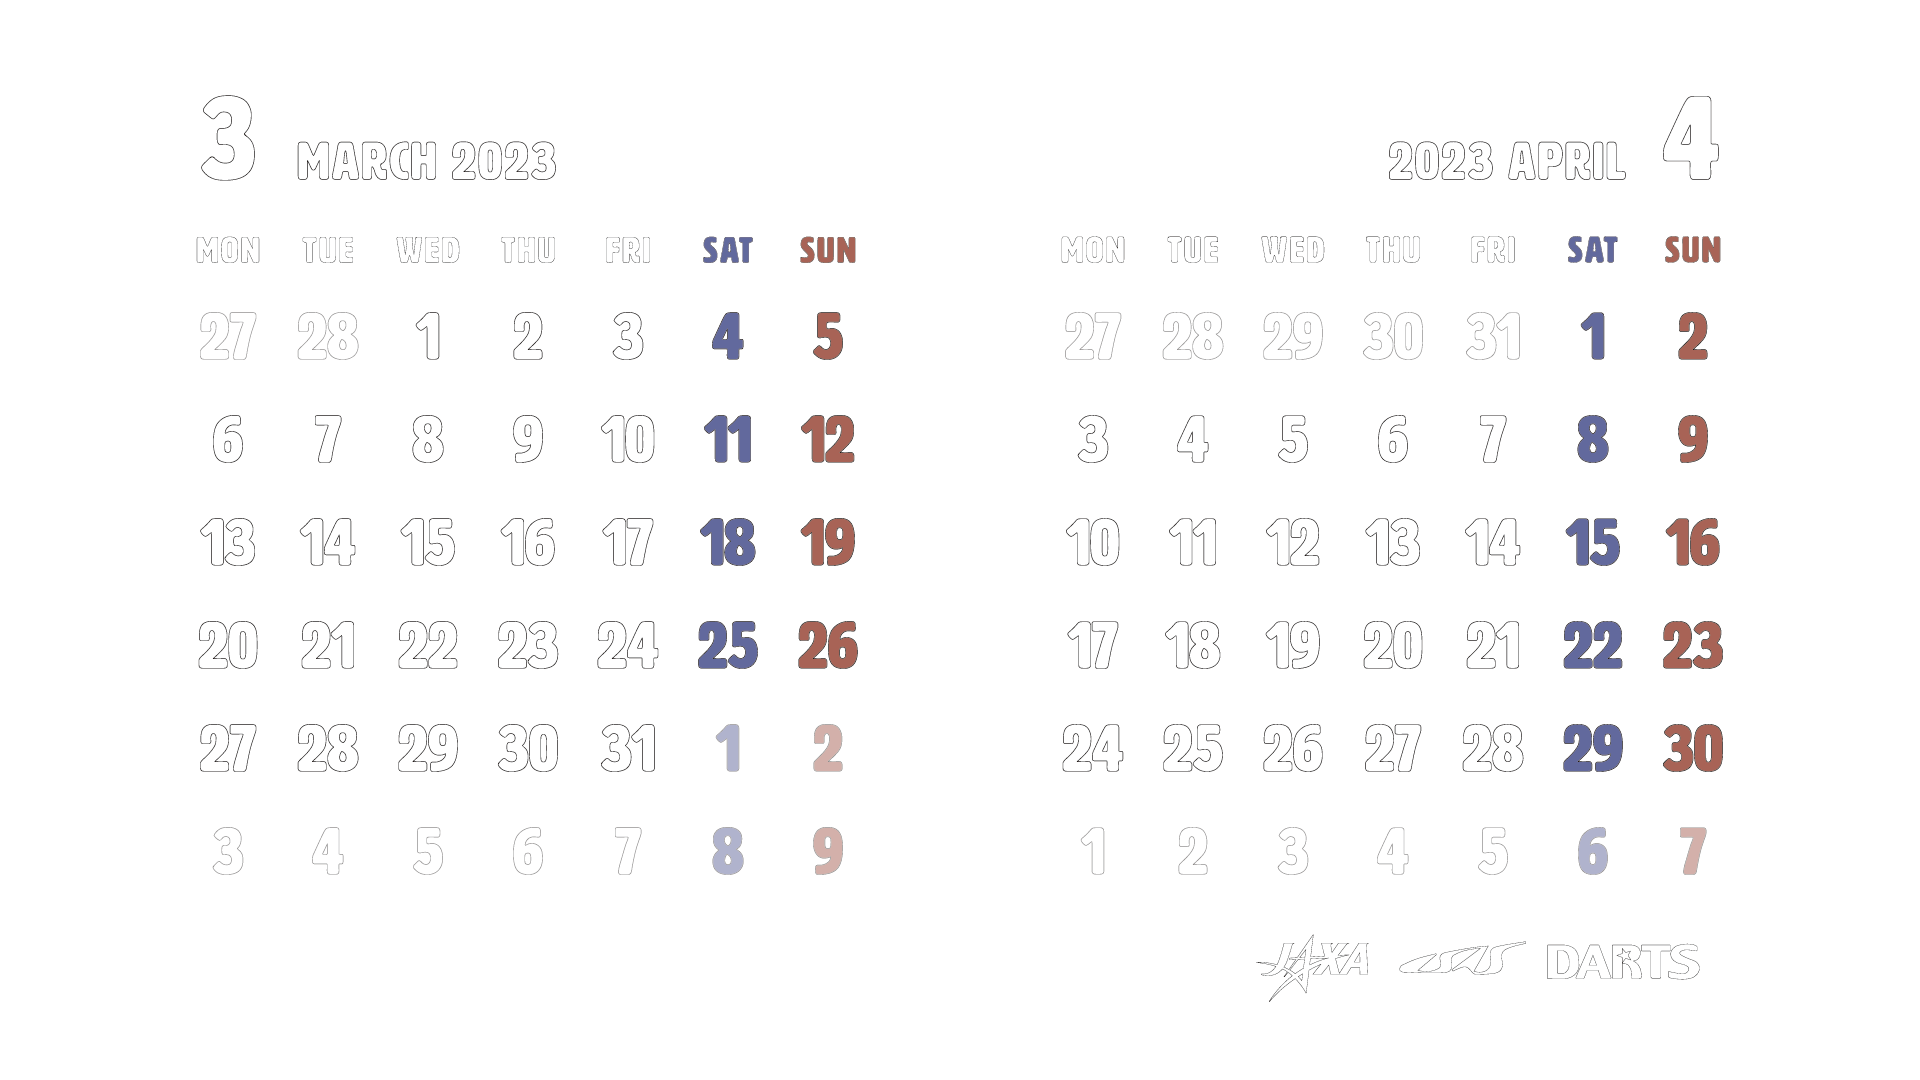 3 MARCH 2023
MON TUE WED THU FRI SAT SUN
27 28 1 2 3 4 5
6 7 8 9 10 11 12
13 14 15 16 17 18 19
20 21 22 23 24 25 26
27 28 29 30 31 1 2
3 4 5 6 7 8 9
2023 APRIL 4
MON TUE WED THU FRI SAT SUN
27 28 29 30 31 1 2
3 4 5 6 7 8 9
10 11 12 13 14 15 16
17 18 19 20 21 22 23
24 25 26 27 28 29 30
1 2 3 4 5 6 7
JAXA ISAS DARTS